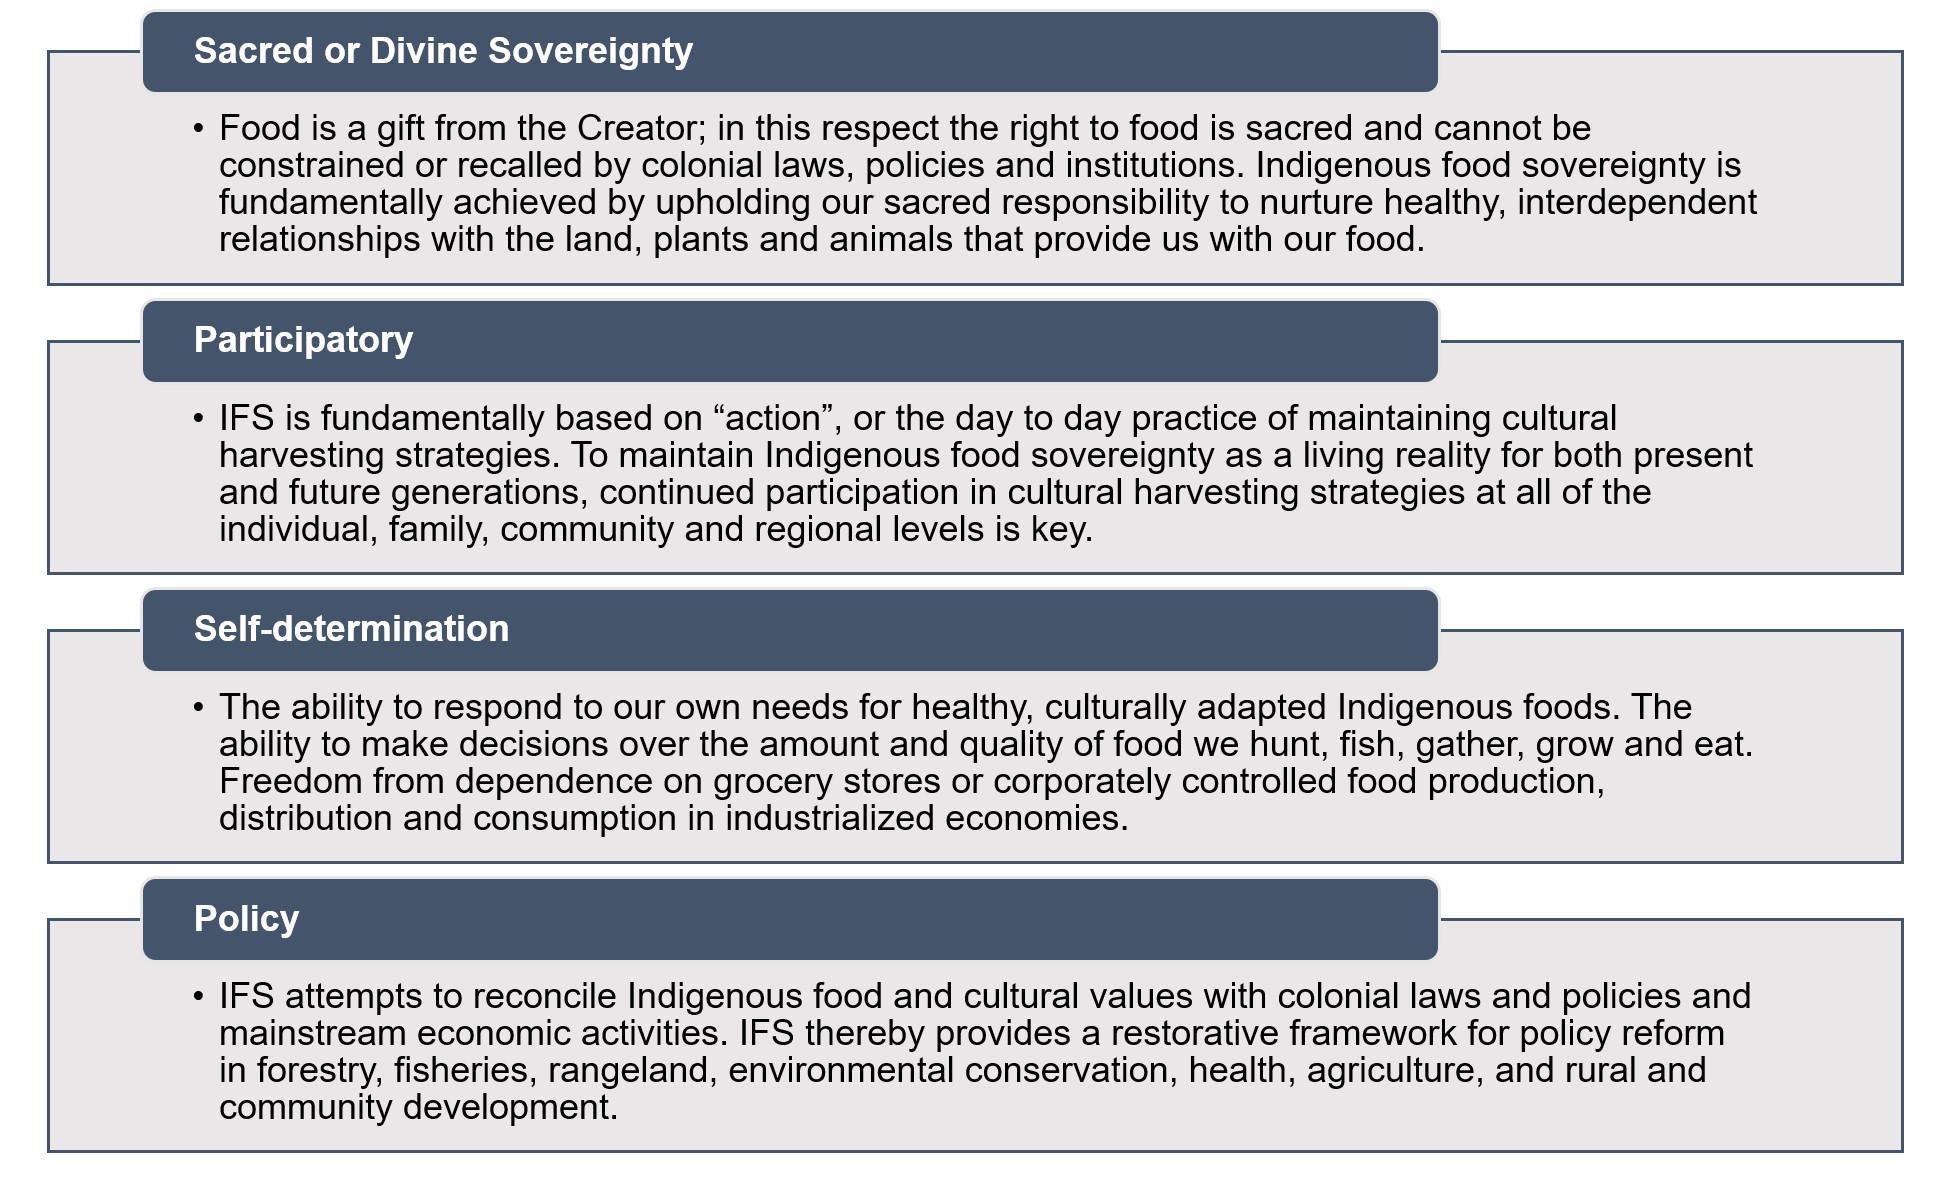 Sacred or Divine Sovereignty
• Food is a gift from the Creator; in this respect the right to food is sacred and cannot be
constrained or recalled by colonial laws, policies and institutions. Indigenous food sovereignty is
fundamentally achieved by upholding our sacred responsibility to nurture healthy, interdependent
relationships with the land, plants and animals that provide us with our food.
Participatory
• IFS is fundamentally based on “action”, or the day to day practice of maintaining cultural
harvesting strategies. To maintain Indigenous food sovereignty as a living reality for both present
and future generations, continued participation in cultural harvesting strategies at all of the
individual, family, community and regional levels is key.
Self-determination
• The ability to respond to our own needs for healthy, culturally adapted Indigenous foods. The
ability to make decisions over the amount and quality of food we hunt, fish, gather, grow and eat.
Freedom from dependence on grocery stores or corporately controlled food production,
distribution and consumption in industrialized economies.
Policy
• IFS attempts to reconcile Indigenous food and cultural values with colonial laws and policies and
mainstream economic activities. IFS thereby provides a restorative framework for policy reform
in forestry, fisheries, rangeland, environmental conservation, health, agriculture, and rural and
community development.